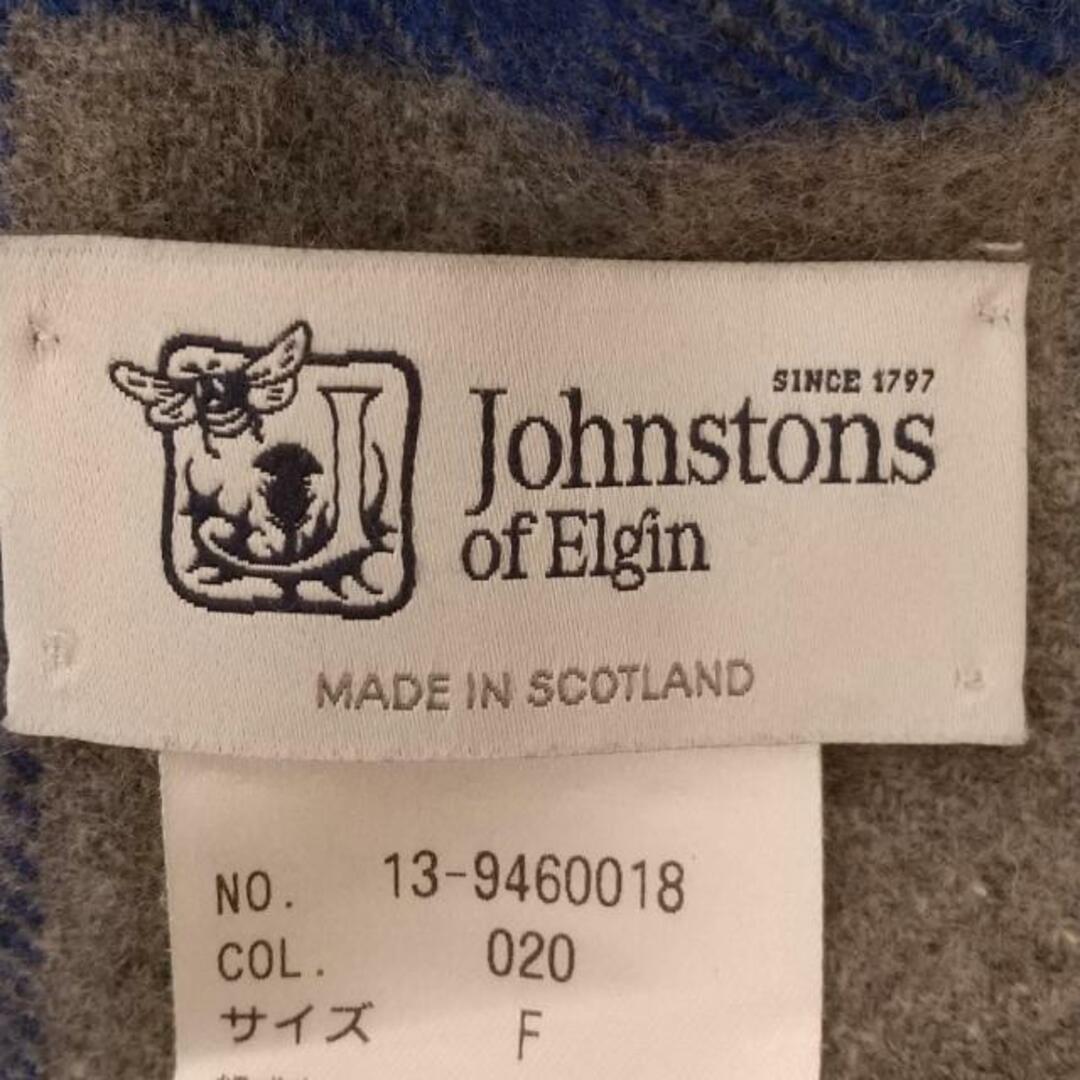 SINCE 1797
Johnstons
of Elgin
MADE IN SCOTLAND
NO. 13-9460018
COL. 020
サイズ F